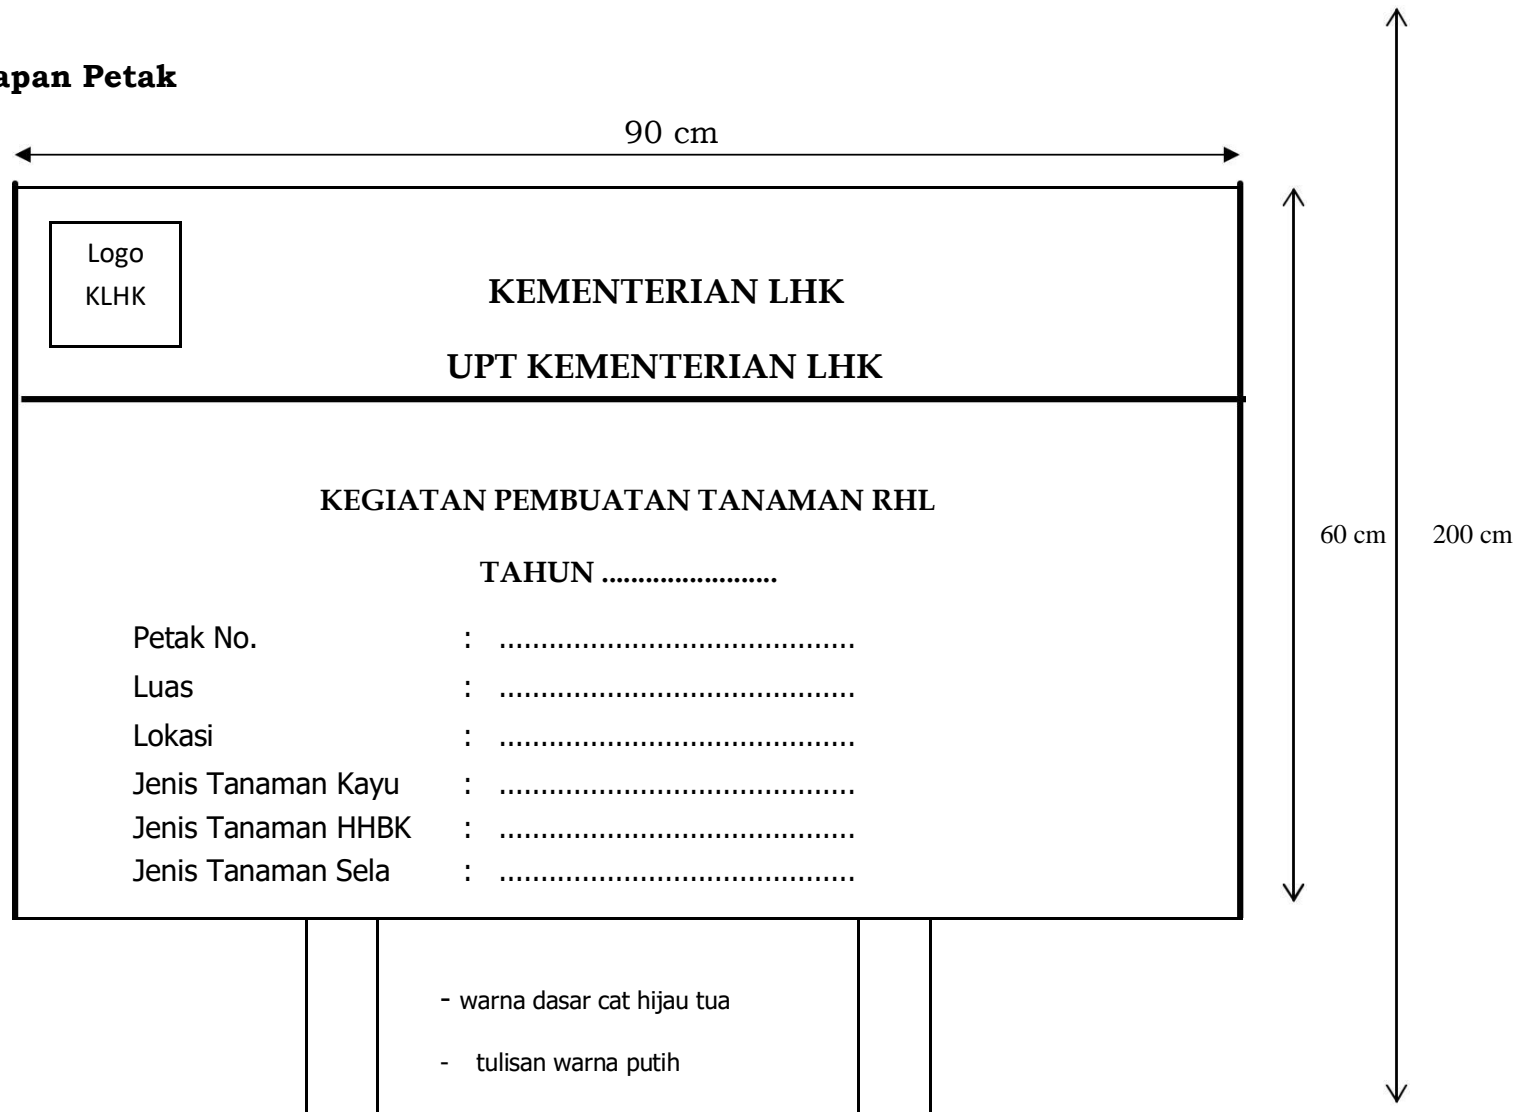 apan Petak
90 cm
Logo
KLHK
KEMENTERIAN LHK
UPT KEMENTERIAN LHK
KEGIATAN PEMBUATAN TANAMAN RHL
TAHUN ........................
60 cm
200 cm
Petak No. : ...........................................
Luas : ...........................................
Lokasi : ...........................................
Jenis Tanaman Kayu : ...........................................
Jenis Tanaman HHBK : ...........................................
Jenis Tanaman Sela : ...........................................
- warna dasar cat hijau tua
- tulisan warna putih